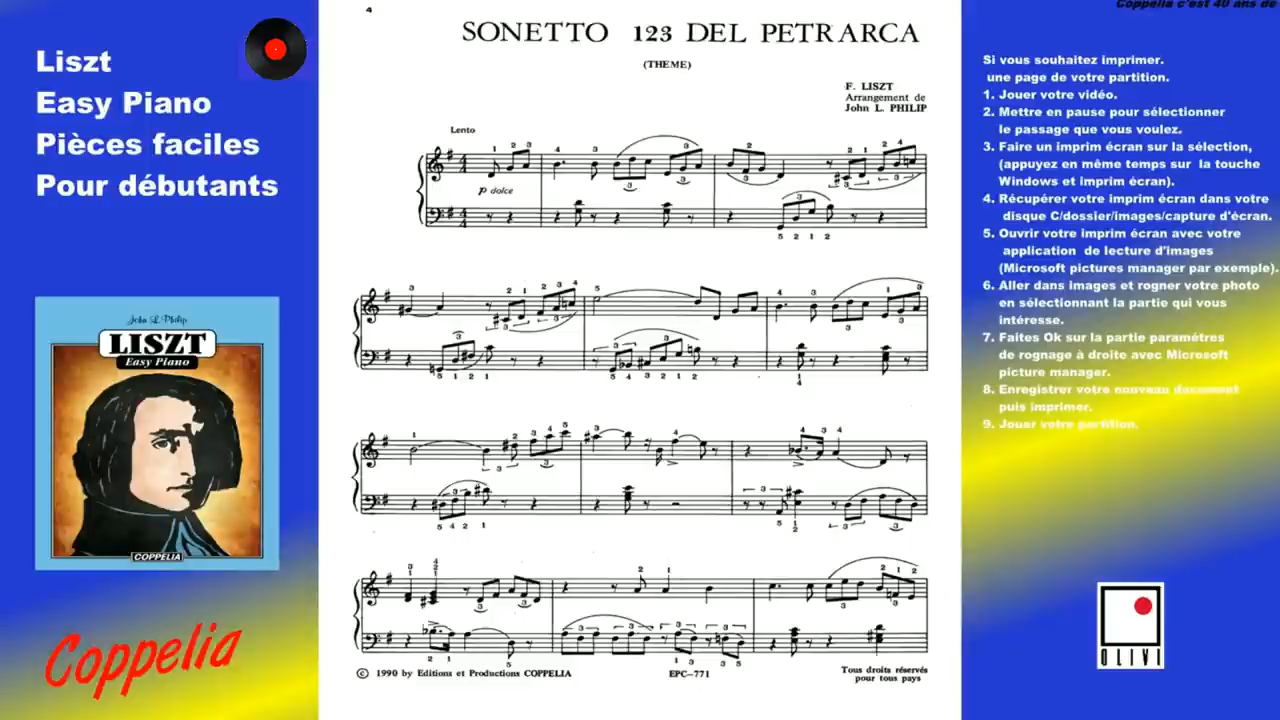 Liszt
Easy Piano
Pièces faciles
Pour débutants
John L. Philip
LISZT
Easy Piano
COPPELIA
Coppelia
4
SONETTO 123 DEL PETRARCA
(THEME)
F. LISZT
Arrangement de
John L. PHILIP
Lento
p dolce
© 1990 by Editions et Productions COPPELIA
EPC-771
Tous droits réservés
pour tous pays
Coppelia c'est 40 ans de
Si vous souhaitez imprimer.
une page de votre partition.
1. Jouer votre vidéo.
2. Mettre en pause pour sélectionner
le passage que vous voulez.
3. Faire un imprim écran sur la sélection,
(appuyez en même temps sur la touche
Windows et imprim écran).
4. Récupérer votre imprim écran dans votre
disque C/dossier/images/capture d'écran.
5. Ouvrir votre imprim écran avec votre
application de lecture d'images
(Microsoft pictures manager par exemple).
6. Aller dans images et rogner votre photo
en sélectionnant la partie qui vous
intéresse.
7. Faites Ok sur la partie paramétres
de rognage à droite avec Microsoft
picture manager.
8. Enregistrer votre nouveau document
puis imprimer.
9. Jouer votre partition.
OLIVI